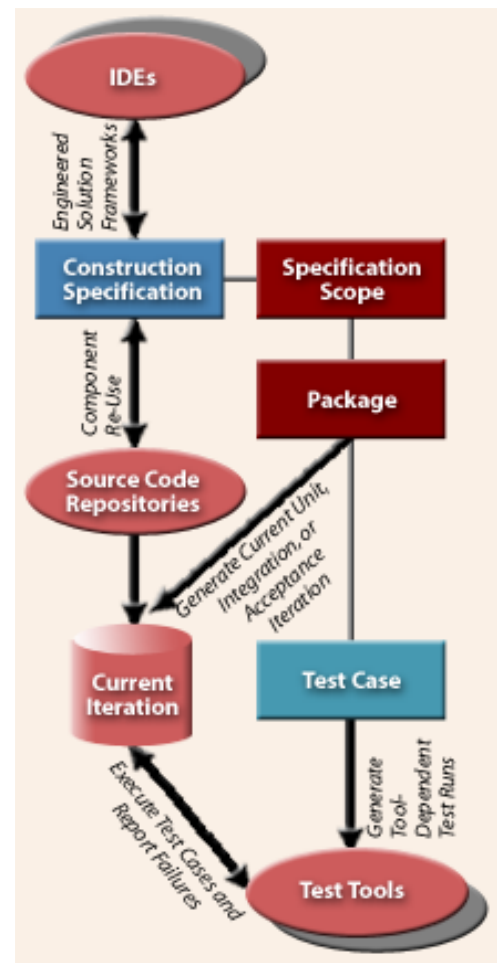 IDEs
Engineered
Solution
Frameworks
Construction
Specification
Specification
Scope
Component
Re-Use
Package
Source Code
Repositories
Generate Current Unit,
Integration, or
Acceptance
Iteration
Current
Iteration
Test Case
Execute Test Cases and
Report Failures
Generate
Tool-
Dependent
Test Runs
Test Tools